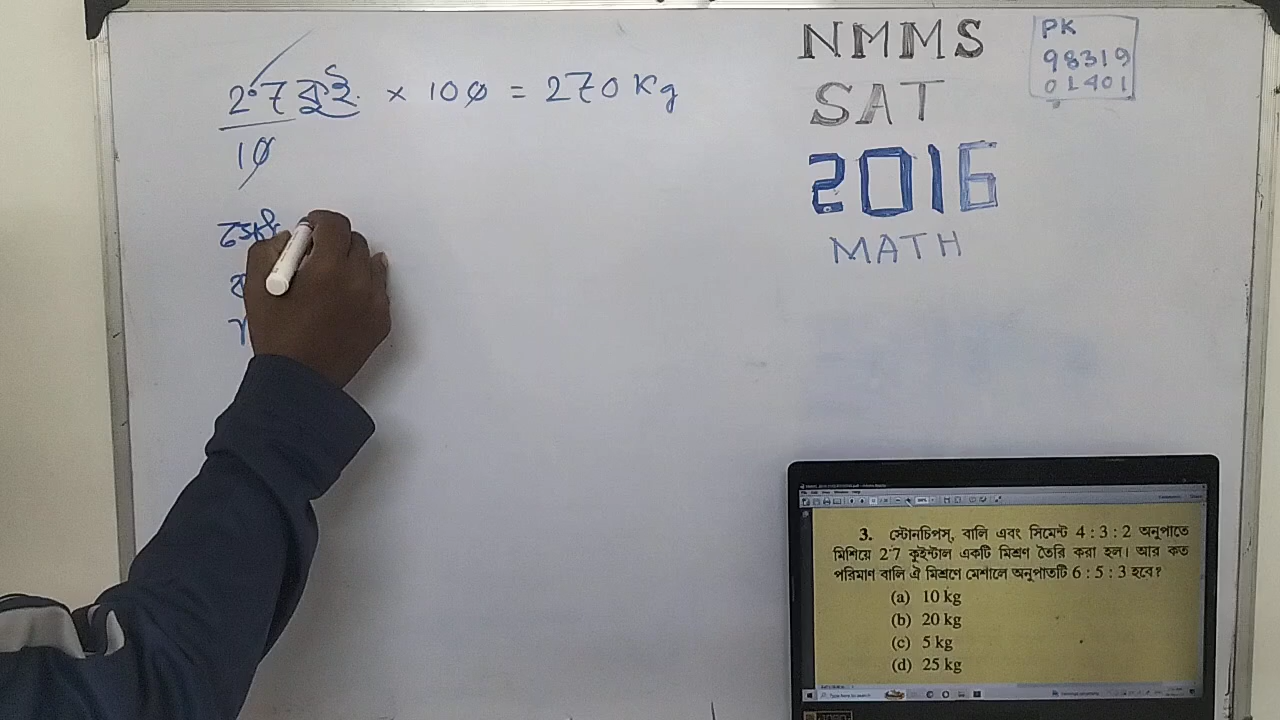 2·7 কুই × 100 = 270 Kg
10
NMMS
SAT
2016
MATH
PK
98319
01401
3. স্টোনচিপস্, বালি এবং সিমেন্ট 4 : 3 : 2 অনুপাতে
মিশিয়ে 2·7 কুইন্টাল একটি মিশ্রণ তৈরি করা হল। আর কত
পরিমাণ বালি ঐ মিশ্রণে মেশালে অনুপাতটি 6 : 5 : 3 হবে?
(a) 10 kg
(b) 20 kg
(c) 5 kg
(d) 25 kg